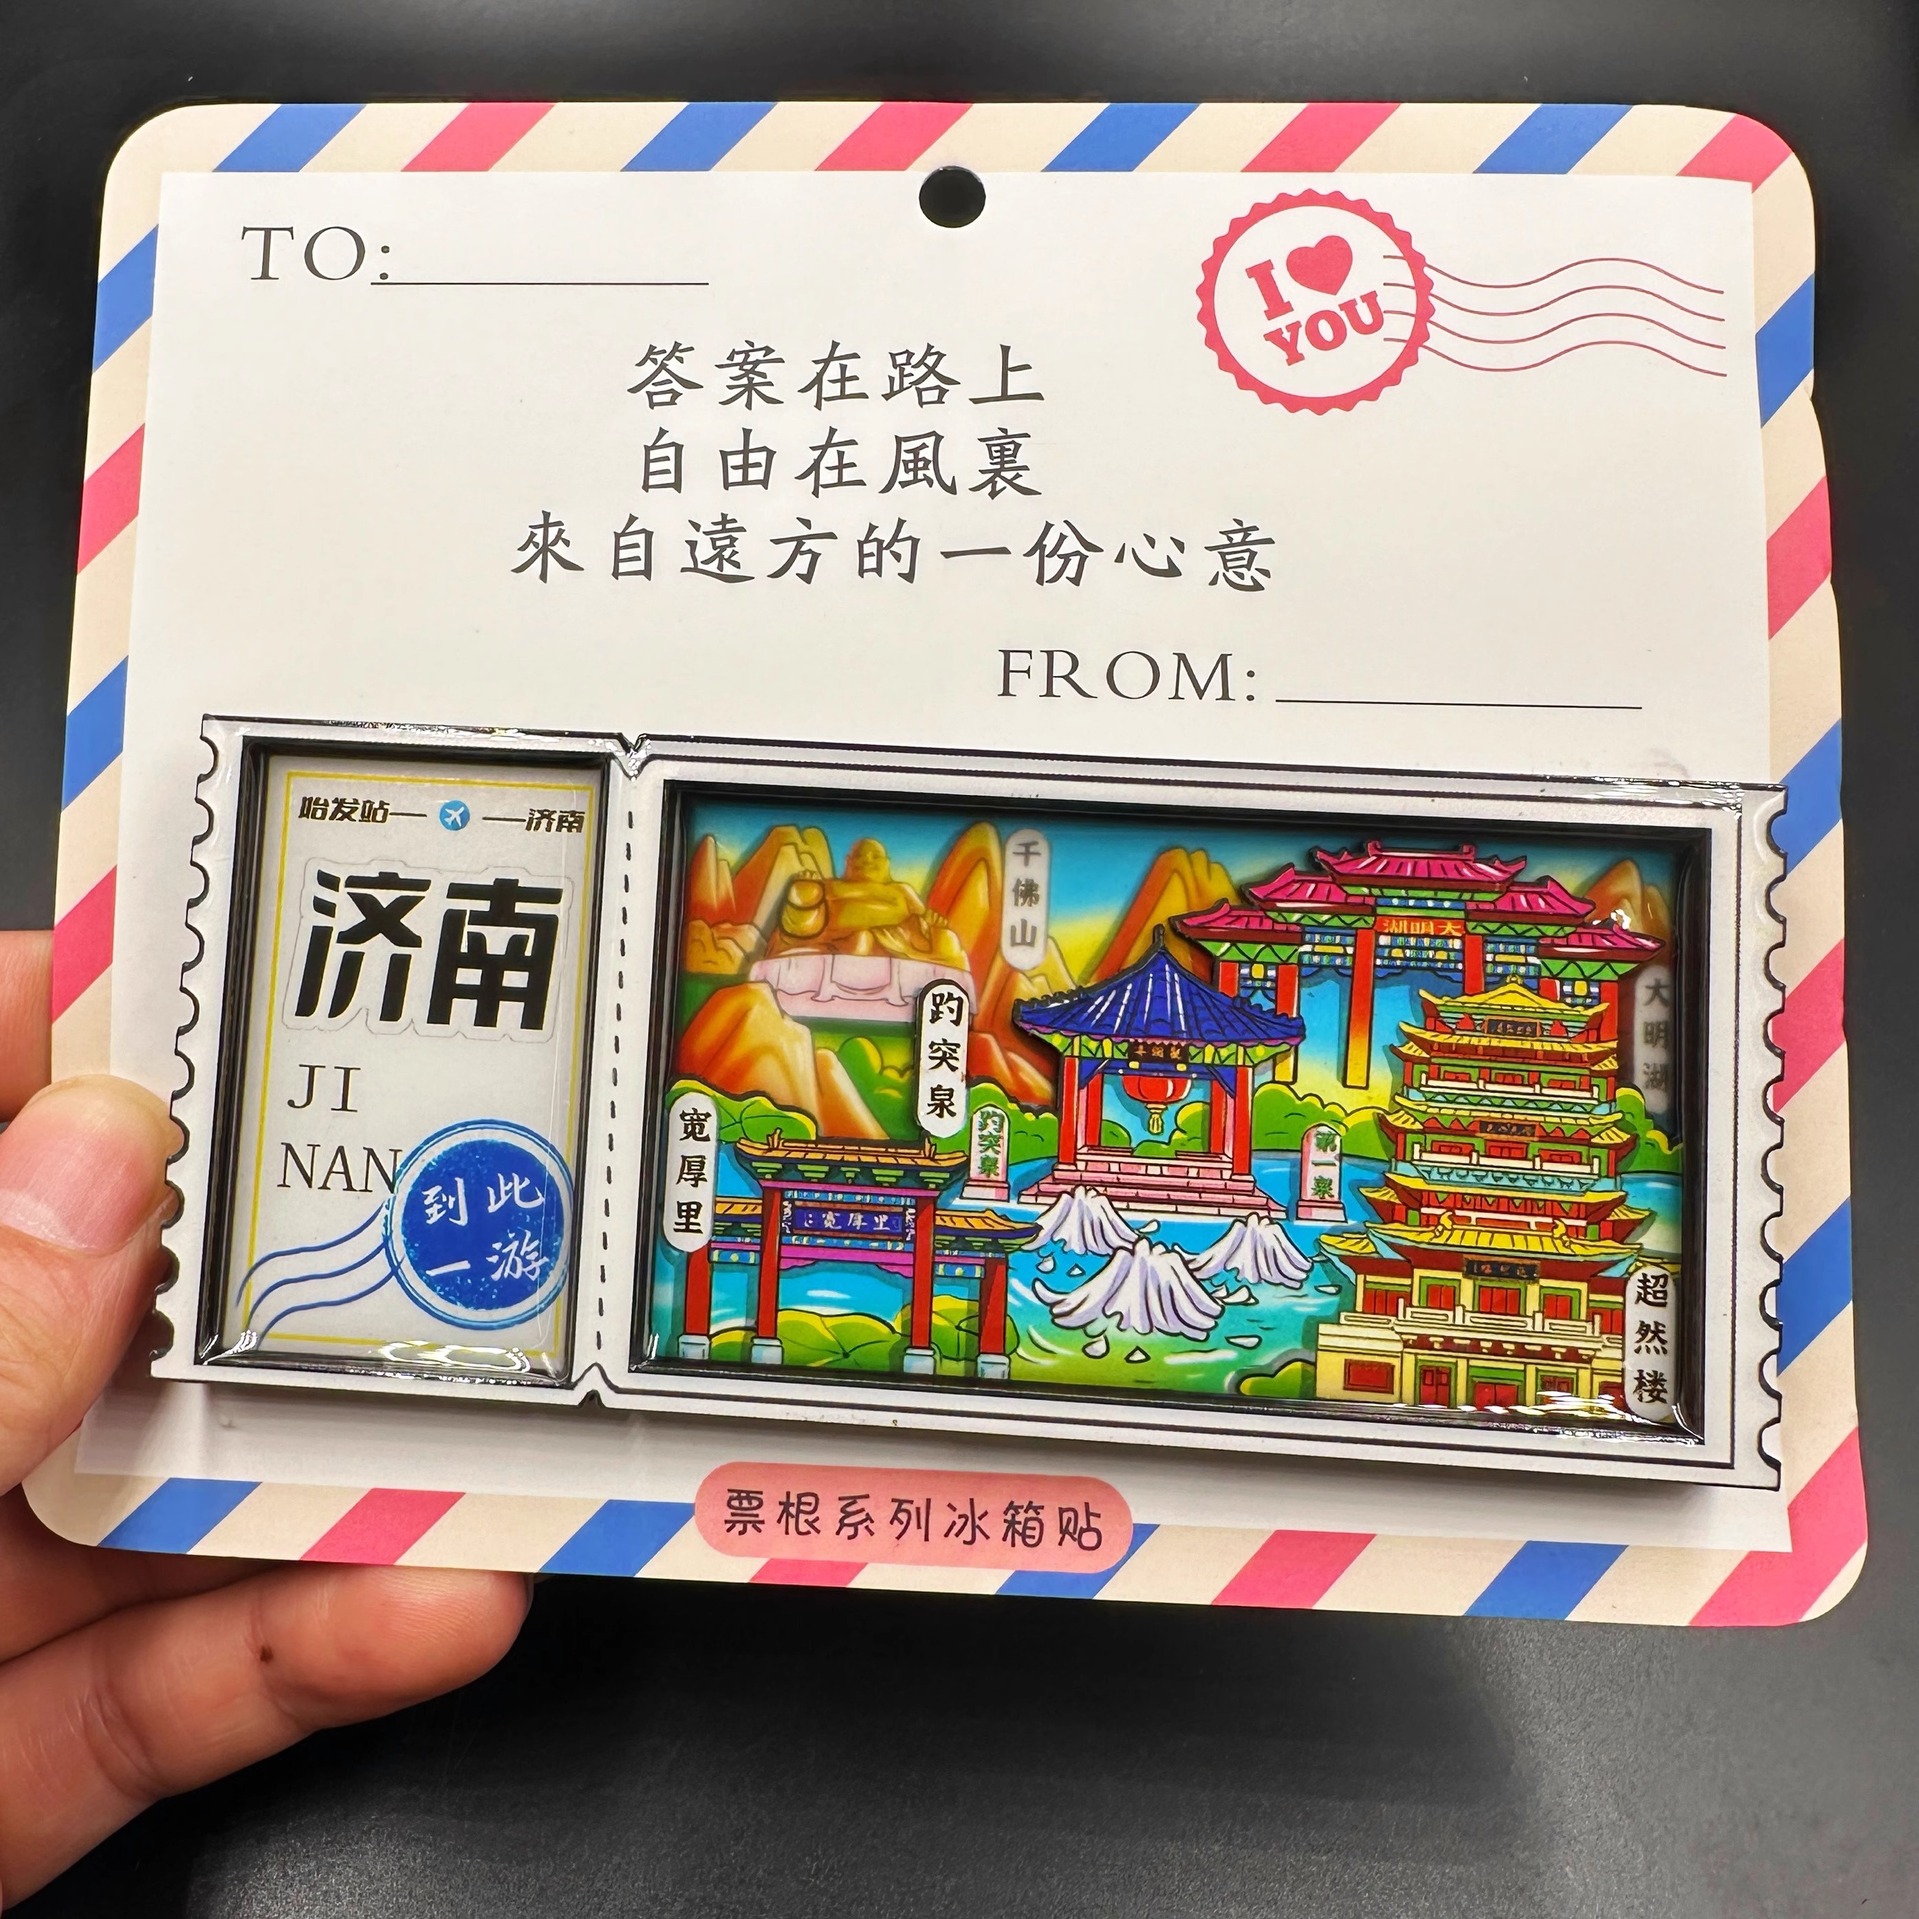 TO:
I ♥
YOU
答案在路上
自由在風裏
來自遠方的一份心意
FROM:
始发站— —济南
济南
JI
NAN
到此
一游
千佛山
趵突泉
宽厚里
趵突泉
第一泉
大明湖
大明湖
宽厚里
超然楼
票根系列冰箱贴